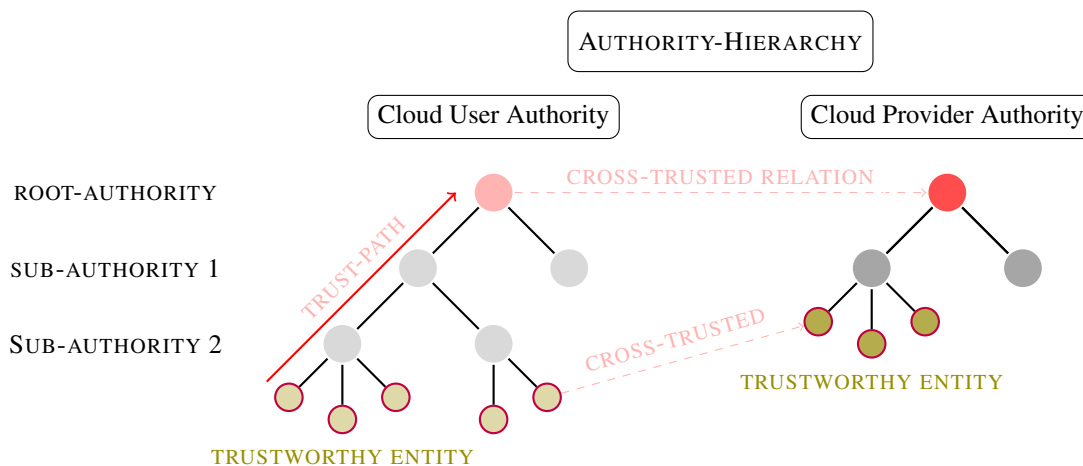 AUTHORITY-HIERARCHY
Cloud User Authority
Cloud Provider Authority
ROOT-AUTHORITY
CROSS-TRUSTED RELATION
TRUST-PATH
SUB-AUTHORITY 1
SUB-AUTHORITY 2
CROSS-TRUSTED
TRUSTWORTHY ENTITY
TRUSTWORTHY ENTITY